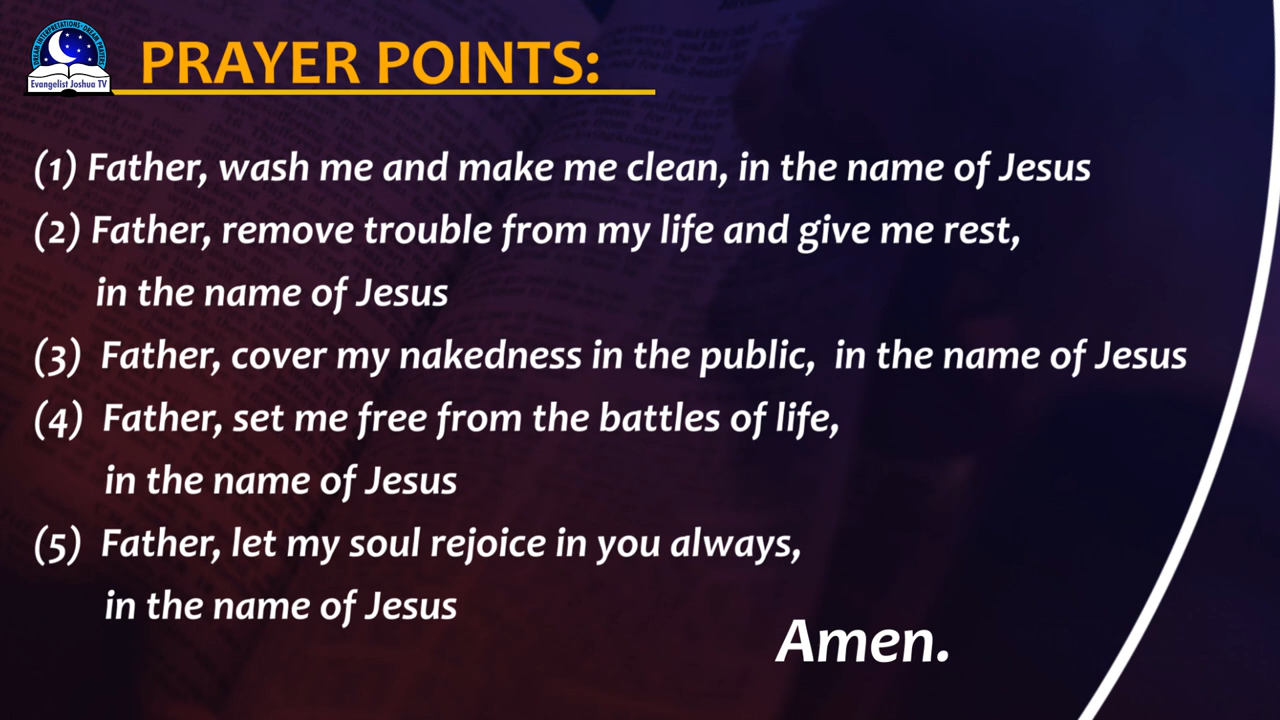 DREAM INTERPRETATIONS · DREAM PRAYERS
Evangelist Joshua TV
PRAYER POINTS:
(1) Father, wash me and make me clean, in the name of Jesus
(2) Father, remove trouble from my life and give me rest,
in the name of Jesus
(3) Father, cover my nakedness in the public, in the name of Jesus
(4) Father, set me free from the battles of life,
in the name of Jesus
(5) Father, let my soul rejoice in you always,
in the name of Jesus
Amen.